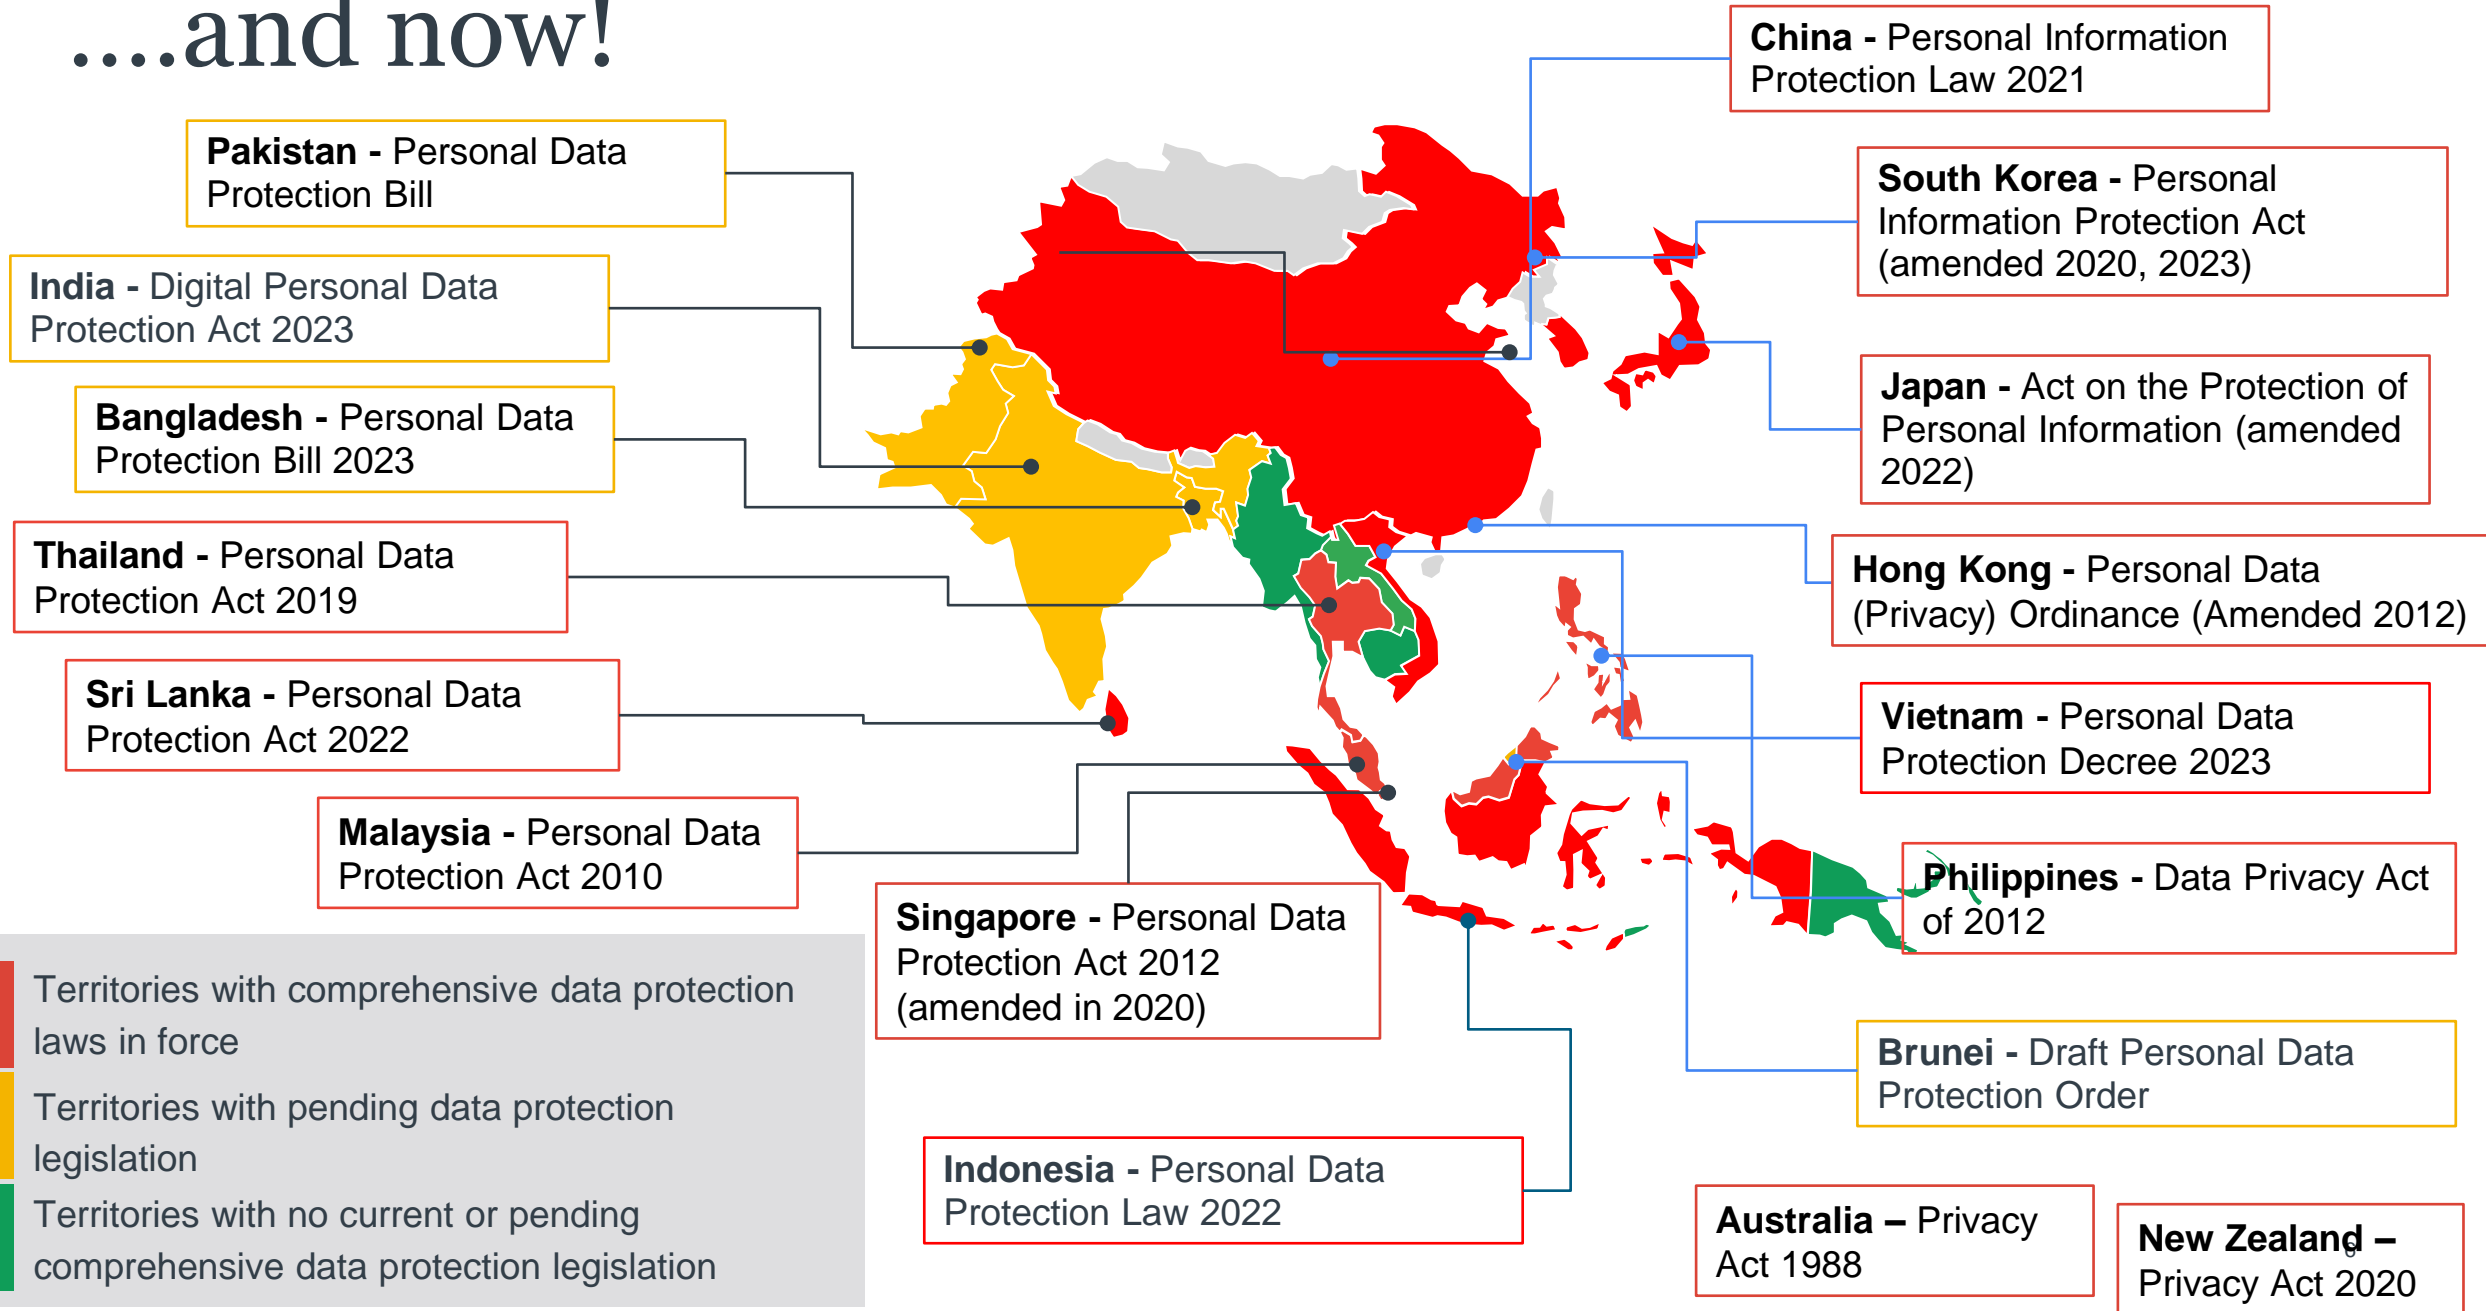 ....and now!
China - Personal Information
Protection Law 2021
Pakistan - Personal Data
Protection Bill
South Korea - Personal
Information Protection Act
(amended 2020, 2023)
India - Digital Personal Data
Protection Act 2023
Japan - Act on the Protection of
Personal Information (amended
2022)
Bangladesh - Personal Data
Protection Bill 2023
Thailand - Personal Data
Protection Act 2019
Hong Kong - Personal Data
(Privacy) Ordinance (Amended 2012)
Sri Lanka - Personal Data
Protection Act 2022
Vietnam - Personal Data
Protection Decree 2023
Malaysia - Personal Data
Protection Act 2010
Philippines - Data Privacy Act
of 2012
Singapore - Personal Data
Protection Act 2012
(amended in 2020)
Brunei - Draft Personal Data
Protection Order
Indonesia - Personal Data
Protection Law 2022
Australia – Privacy
Act 1988
New Zealand –
Privacy Act 2020
Territories with comprehensive data protection
laws in force
Territories with pending data protection
legislation
Territories with no current or pending
comprehensive data protection legislation